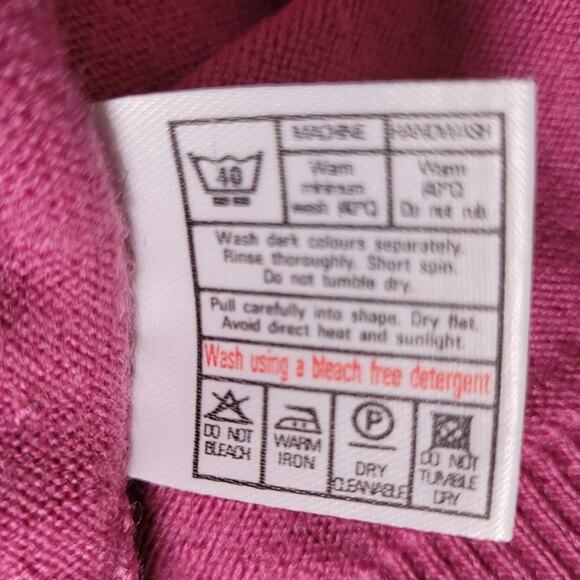 40
MACHINE
Warm
minimum
wash (40°C)
HANDWASH
Warm
(40°C)
Do not rub.
Wash dark colours separately.
Rinse thoroughly. Short spin.
Do not tumble dry.
Pull carefully into shape. Dry flat.
Avoid direct heat and sunlight.
Wash using a bleach free detergent
DO NOT
BLEACH
WARM
IRON
P
DRY
CLEANABLE
DO NOT
TUMBLE
DRY